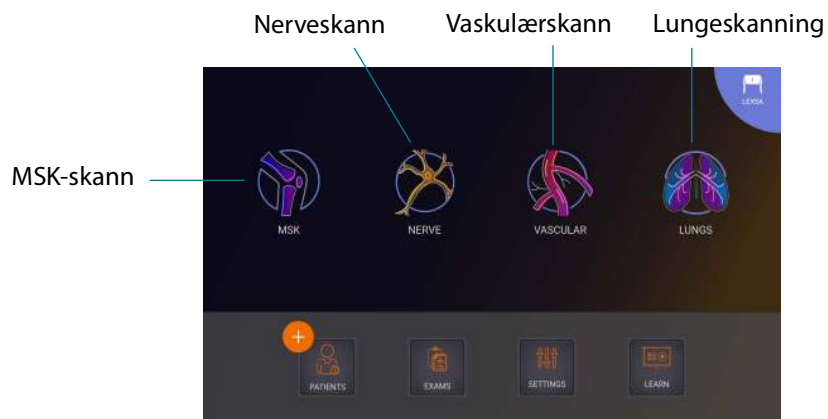 Nerveskann Vaskulærskann Lungeskanning
LEXSA
MSK-skann
MSK NERVE VASCULAR LUNGS
+
PATIENTS EXAMS SETTINGS LEARN